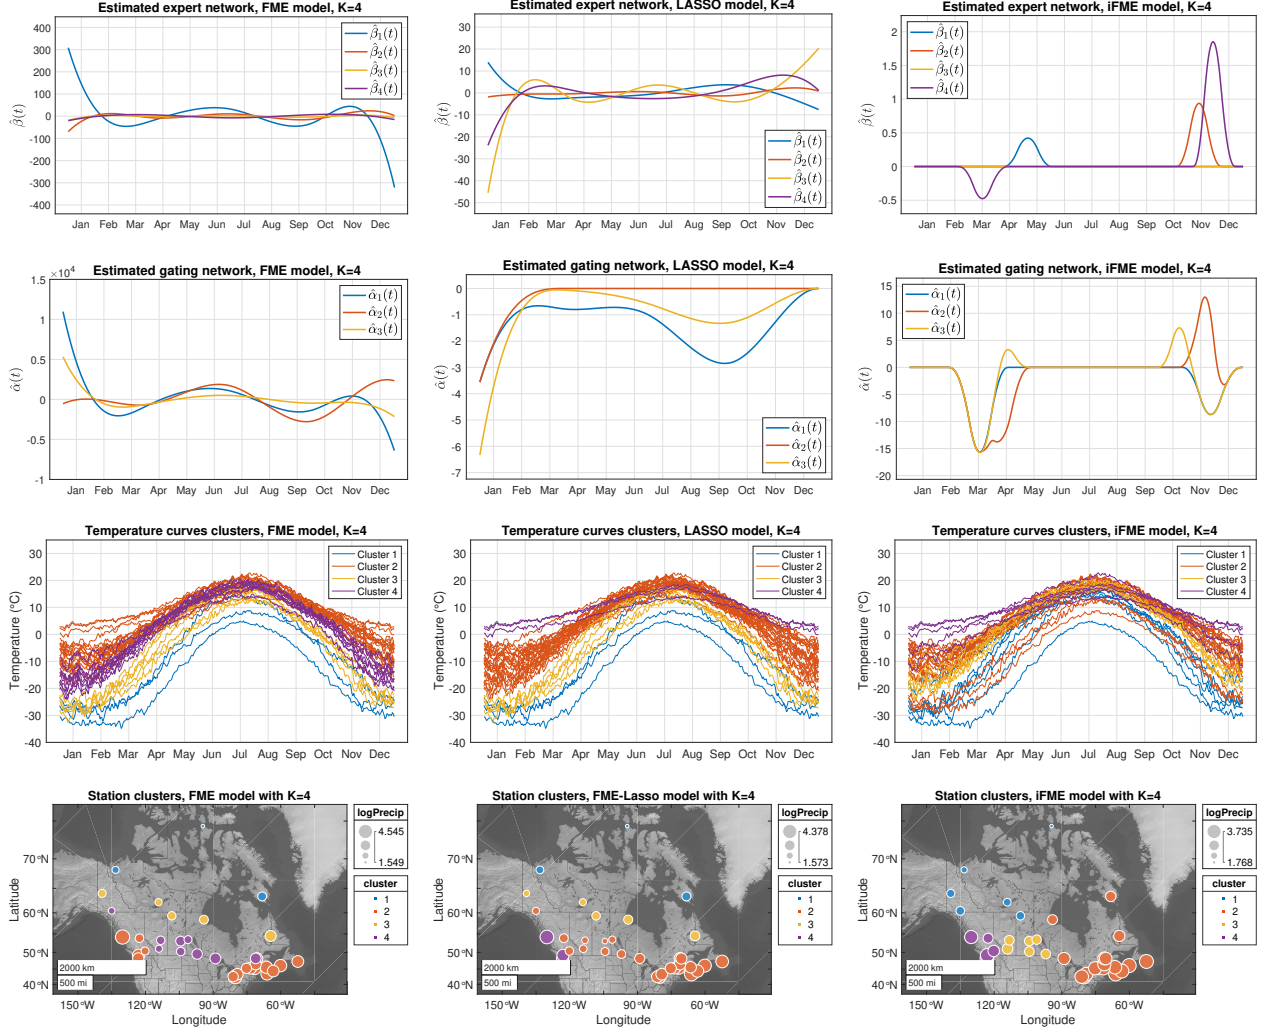 Estimated expert network, FME model, K=4
400
300
200
100
0
-100
-200
-300
-400
β̂(t)
β̂₁(t)
β̂₂(t)
β̂₃(t)
β̂₄(t)
Jan Feb Mar Apr May Jun Jul Aug Sep Oct Nov Dec
Estimated expert network, LASSO model, K=4
50
40
30
20
10
0
-10
-20
-30
-40
-50
β̂(t)
β̂₁(t)
β̂₂(t)
β̂₃(t)
β̂₄(t)
Jan Feb Mar Apr May Jun Jul Aug Sep Oct Nov Dec
Estimated expert network, iFME model, K=4
2
1.5
1
0.5
0
-0.5
β̂(t)
β̂₁(t)
β̂₂(t)
β̂₃(t)
β̂₄(t)
Jan Feb Mar Apr May Jun Jul Aug Sep Oct Nov Dec
Estimated gating network, FME model, K=4
×10⁴
1.5
1
0.5
0
-0.5
-1
α̂(t)
α̂₁(t)
α̂₂(t)
α̂₃(t)
Jan Feb Mar Apr May Jun Jul Aug Sep Oct Nov Dec
Estimated gating network, LASSO model, K=4
0
-1
-2
-3
-4
-5
-6
-7
α̂(t)
α̂₁(t)
α̂₂(t)
α̂₃(t)
Jan Feb Mar Apr May Jun Jul Aug Sep Oct Nov Dec
Estimated gating network, iFME model, K=4
15
10
5
0
-5
-10
-15
-20
α̂(t)
α̂₁(t)
α̂₂(t)
α̂₃(t)
Jan Feb Mar Apr May Jun Jul Aug Sep Oct Nov Dec
Temperature curves clusters, FME model, K=4
30
20
10
0
-10
-20
-30
-40
Temperature (°C)
Cluster 1
Cluster 2
Cluster 3
Cluster 4
Jan Feb Mar Apr May Jun Jul Aug Sep Oct Nov Dec
Temperature curves clusters, LASSO model, K=4
30
20
10
0
-10
-20
-30
-40
Temperature (°C)
Cluster 1
Cluster 2
Cluster 3
Cluster 4
Jan Feb Mar Apr May Jun Jul Aug Sep Oct Nov Dec
Temperature curves clusters, iFME model, K=4
30
20
10
0
-10
-20
-30
-40
Temperature (°C)
Cluster 1
Cluster 2
Cluster 3
Cluster 4
Jan Feb Mar Apr May Jun Jul Aug Sep Oct Nov Dec
Station clusters, FME model with K=4
70°N
60°N
50°N
40°N
Latitude
2000 km
500 mi
150°W 120°W 90°W 60°W
Longitude
logPrecip
4.545
1.549
cluster
1
2
3
4
Station clusters, FME-Lasso model with K=4
70°N
60°N
50°N
40°N
Latitude
2000 km
500 mi
150°W 120°W 90°W 60°W
Longitude
logPrecip
4.378
1.573
cluster
1
2
3
4
Station clusters, iFME model with K=4
70°N
60°N
50°N
40°N
Latitude
2000 km
500 mi
150°W 120°W 90°W 60°W
Longitude
logPrecip
3.735
1.768
cluster
1
2
3
4